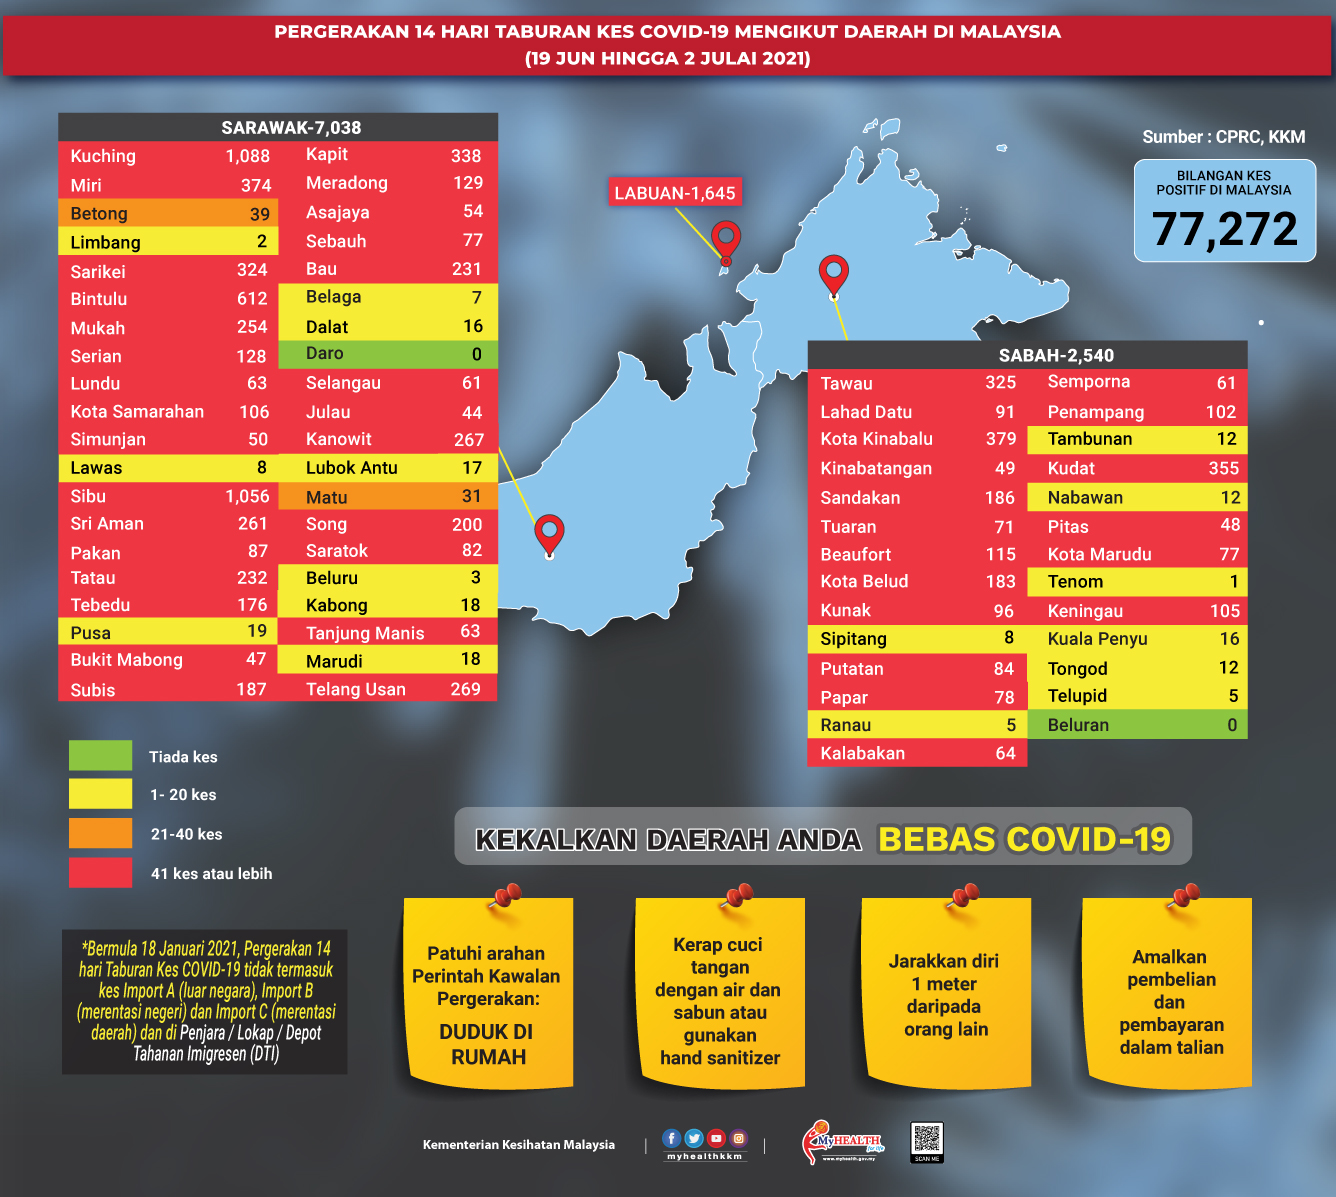 PERGERAKAN 14 HARI TABURAN KES COVID-19 MENGIKUT DAERAH DI MALAYSIA
(19 JUN HINGGA 2 JULAI 2021)
Sumber : CPRC, KKM
BILANGAN KES
POSITIF DI MALAYSIA
77,272
LABUAN-1,645
SARAWAK-7,038
Kuching 1,088
Miri 374
Betong 39
Limbang 2
Sarikei 324
Bintulu 612
Mukah 254
Serian 128
Lundu 63
Kota Samarahan 106
Simunjan 50
Lawas 8
Sibu 1,056
Sri Aman 261
Pakan 87
Tatau 232
Tebedu 176
Pusa 19
Bukit Mabong 47
Subis 187
Kapit 338
Meradong 129
Asajaya 54
Sebauh 77
Bau 231
Belaga 7
Dalat 16
Daro 0
Selangau 61
Julau 44
Kanowit 267
Lubok Antu 17
Matu 31
Song 200
Saratok 82
Beluru 3
Kabong 18
Tanjung Manis 63
Marudi 18
Telang Usan 269
SABAH-2,540
Tawau 325
Lahad Datu 91
Kota Kinabalu 379
Kinabatangan 49
Sandakan 186
Tuaran 71
Beaufort 115
Kota Belud 183
Kunak 96
Sipitang 8
Putatan 84
Papar 78
Ranau 5
Kalabakan 64
Semporna 61
Penampang 102
Tambunan 12
Kudat 355
Nabawan 12
Pitas 48
Kota Marudu 77
Tenom 1
Keningau 105
Kuala Penyu 16
Tongod 12
Telupid 5
Beluran 0
Tiada kes
1- 20 kes
21-40 kes
41 kes atau lebih
*Bermula 18 Januari 2021, Pergerakan 14
hari Taburan Kes COVID-19 tidak termasuk
kes Import A (luar negara), Import B
(merentasi negeri) dan Import C (merentasi
daerah) dan di Penjara / Lokap / Depot
Tahanan Imigresen (DTI)
KEKALKAN DAERAH ANDA BEBAS COVID-19
Patuhi arahan
Perintah Kawalan
Pergerakan:
DUDUK DI
RUMAH
Kerap cuci
tangan
dengan air dan
sabun atau
gunakan
hand sanitizer
Jarakkan diri
1 meter
daripada
orang lain
Amalkan
pembelian
dan
pembayaran
dalam talian
Kementerian Kesihatan Malaysia
myhealthkkm
MyHEALTH
for life
www.myhealth.gov.my
SCAN ME